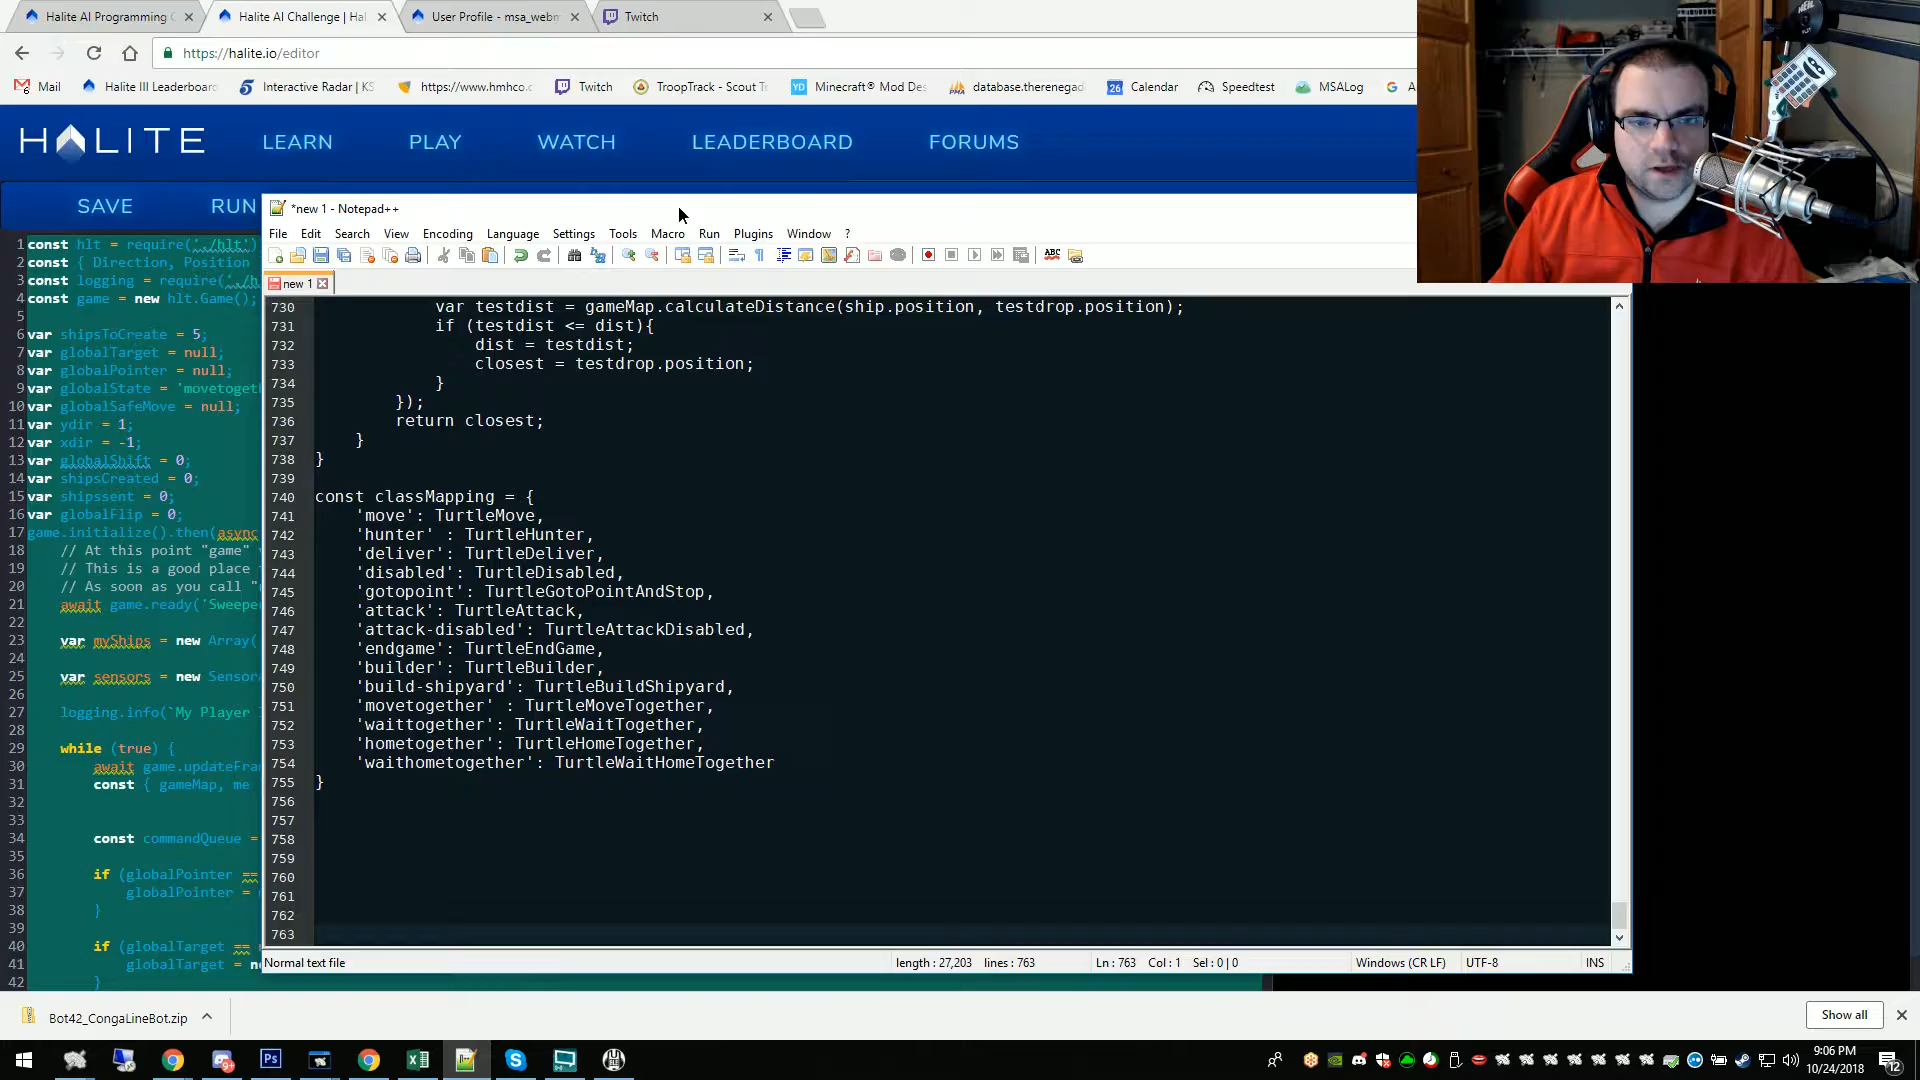 Halite AI Programming C
Halite AI Challenge | Hal
User Profile - msa_webm
Twitch
https://halite.io/editor
Mail
Halite III Leaderboar
Interactive Radar | KS
https://www.hmhco.c
Twitch
TroopTrack - Scout T
Minecraft® Mod Des
database.therenegad
Calendar
Speedtest
MSALog
HALITE
LEARN
PLAY
WATCH
LEADERBOARD
FORUMS
SAVE
RUN
*new 1 - Notepad++
File Edit Search View Encoding Language Settings Tools Macro Run Plugins Window ?
new 1
1 const hlt = require('./hlt')
2 const { Direction, Position
3 const logging = require('./h
4 const game = new hlt.Game();
5
6 var shipsToCreate = 5;
7 var globalTarget = null;
8 var globalPointer = null;
9 var globalState = 'movetogeth
10 var globalSafeMove = null;
11 var ydir = 1;
12 var xdir = -1;
13 var globalShift = 0;
14 var shipsCreated = 0;
15 var shipssent = 0;
16 var globalFlip = 0;
17 game.initialize().then(async
18 // At this point "game"
19 // This is a good place
20 // As soon as you call "
21 await game.ready('Sweepe
22
23 var myShips = new Array(
24
25 var sensors = new Sensor
26
27 logging.info(`My Player
28
29 while (true) {
30 await game.updateFra
31 const { gameMap, me
32
33
34 const commandQueue =
35
36 if (globalPointer ==
37 globalPointer =
38 }
39
40 if (globalTarget ==
41 globalTarget = n
42 }
730 var testdist = gameMap.calculateDistance(ship.position, testdrop.position);
731 if (testdist <= dist){
732 dist = testdist;
733 closest = testdrop.position;
734 }
735 });
736 return closest;
737 }
738 }
739
740 const classMapping = {
741 'move': TurtleMove,
742 'hunter' : TurtleHunter,
743 'deliver': TurtleDeliver,
744 'disabled': TurtleDisabled,
745 'gotopoint': TurtleGotoPointAndStop,
746 'attack': TurtleAttack,
747 'attack-disabled': TurtleAttackDisabled,
748 'endgame': TurtleEndGame,
749 'builder': TurtleBuilder,
750 'build-shipyard': TurtleBuildShipyard,
751 'movetogether' : TurtleMoveTogether,
752 'waittogether': TurtleWaitTogether,
753 'hometogether': TurtleHomeTogether,
754 'waithometogether': TurtleWaitHomeTogether
755 }
756
757
758
759
760
761
762
763
Normal text file
length : 27,203 lines : 763
Ln : 763 Col : 1 Sel : 0 | 0
Windows (CR LF)
UTF-8
INS
Bot42_CongaLineBot.zip
Show all
9:06 PM
10/24/2018